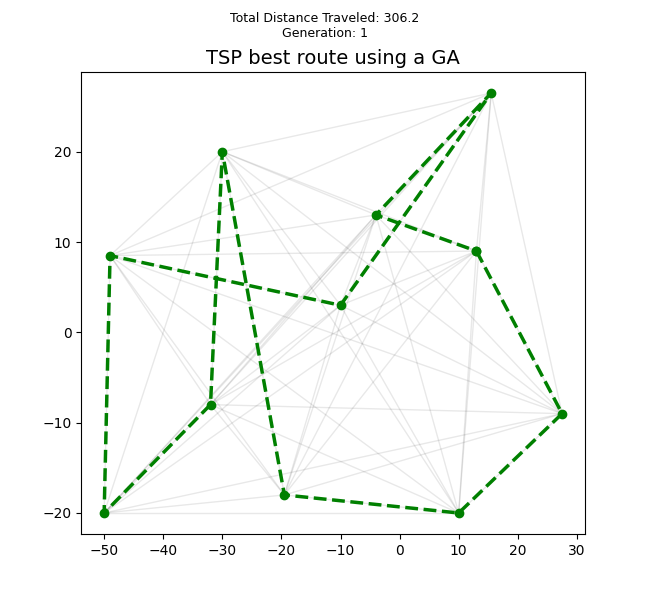 Total Distance Traveled: 306.2
Generation: 1
TSP best route using a GA
20
10
0
−10
−20
−50 −40 −30 −20 −10 0 10 20 30